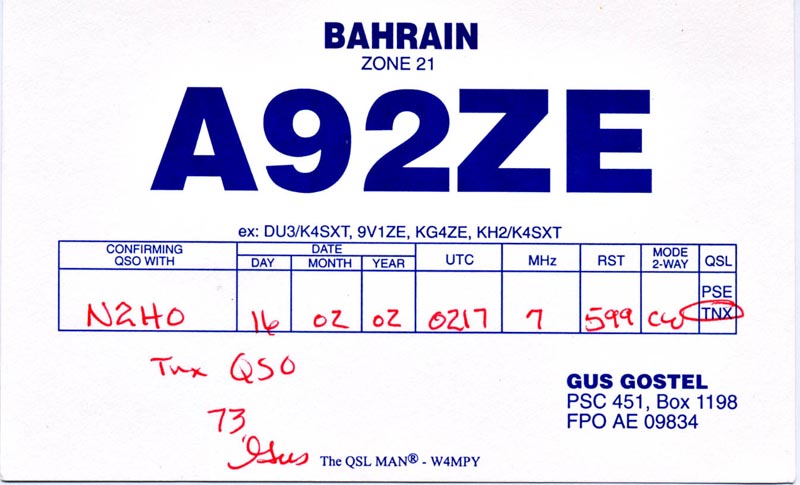 BAHRAIN
ZONE 21
A92ZE
ex: DU3/K4SXT, 9V1ZE, KG4ZE, KH2/K4SXT
CONFIRMING QSO WITH DATE DAY MONTH YEAR UTC MHz RST MODE 2-WAY QSL
PSE
N2HO 16 02 02 0217 7 599 CW TNX
Tnx QSO
73
Gus
GUS GOSTEL
PSC 451, Box 1198
FPO AE 09834
The QSL MAN® - W4MPY